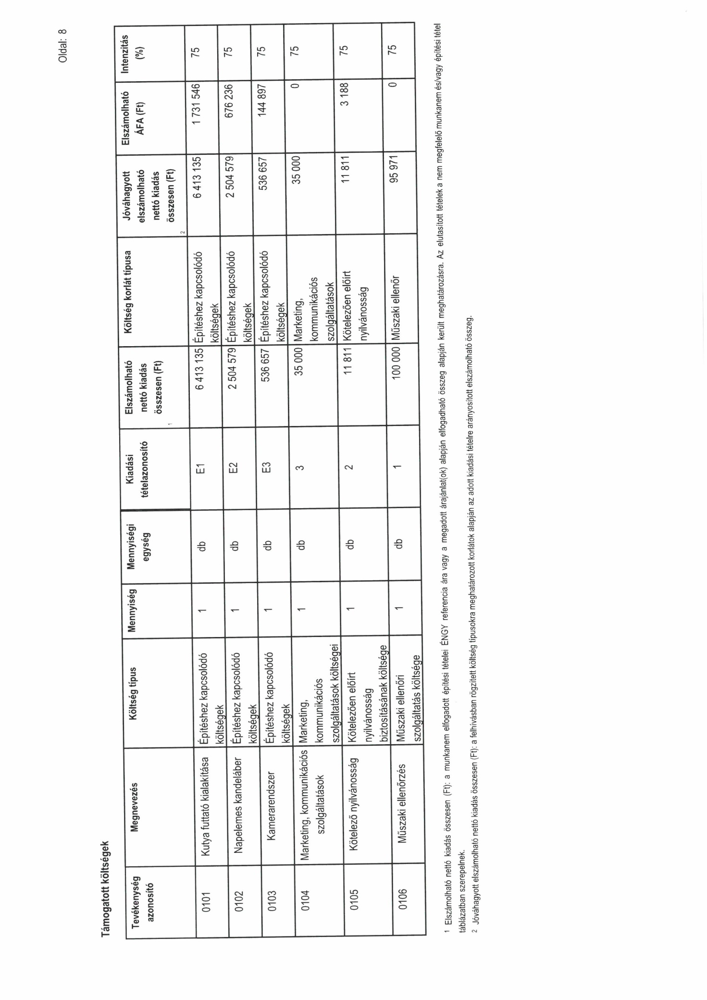 Oldal: 8
Támogatott költségek
Tevékenység azonosító | Megnevezés | Költség típus | Mennyiség | Mennyiségi egység | Kiadási tételazonosító | Elszámolható nettó kiadás összesen (Ft) 1 | Költség korlát típusa | Jóváhagyott elszámolható nettó kiadás összesen (Ft) 2 | Elszámolható ÁFA (Ft) | Intenzitás (%)
0101 | Kutya futtató kialakítása | Építéshez kapcsolódó költségek | 1 | db | E1 | 6 413 135 | Építéshez kapcsolódó költségek | 6 413 135 | 1 731 546 | 75
0102 | Napelemes kandeláber | Építéshez kapcsolódó költségek | 1 | db | E2 | 2 504 579 | Építéshez kapcsolódó költségek | 2 504 579 | 676 236 | 75
0103 | Kamerarendszer | Építéshez kapcsolódó költségek | 1 | db | E3 | 536 657 | Építéshez kapcsolódó költségek | 536 657 | 144 897 | 75
0104 | Marketing, kommunikációs szolgáltatások | Marketing, kommunikációs szolgáltatások költségei | 1 | db | 3 | 35 000 | Marketing, kommunikációs szolgáltatások | 35 000 | 0 | 75
0105 | Kötelező nyilvánosság | Kötelezően előírt nyilvánosság biztosításának költsége | 1 | db | 2 | 11 811 | Kötelezően előírt nyilvánosság | 11 811 | 3 188 | 75
0106 | Műszaki ellenőrzés | Műszaki ellenőri szolgáltatás költsége | 1 | db | 1 | 100 000 | Műszaki ellenőr | 95 971 | 0 | 75
1 Elszámolható nettó kiadás összesen (Ft): a munkanem elfogadott építési tételei ÉNGY referencia ára vagy a megadott árajánlat(ok) alapján elfogadható összeg alapján került meghatározásra. Az elutasított tételek a nem megfelelő munkanem és/vagy építési tétel
táblázatban szerepelnek.
2 Jóváhagyott elszámolható nettó kiadás összesen (Ft): a felhívásban rögzített költség típusokra meghatározott korlátok alapján az adott kiadási tételre arányosított elszámolható összeg.